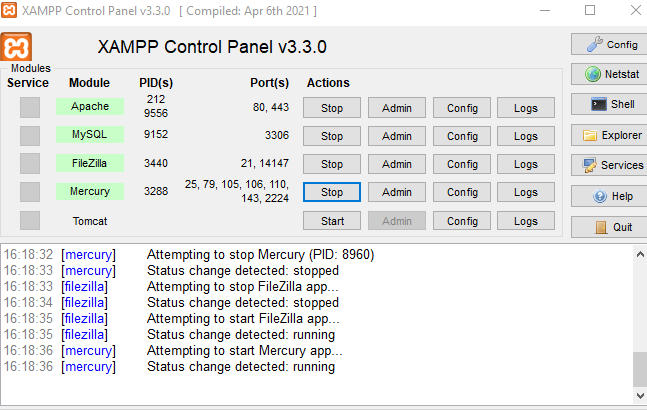 XAMPP Control Panel v3.3.0 [ Compiled: Apr 6th 2021 ]
XAMPP Control Panel v3.3.0
Config
Modules
Service Module PID(s) Port(s) Actions
Netstat
Apache 212 9556 80, 443 Stop Admin Config Logs
Shell
MySQL 9152 3306 Stop Admin Config Logs
Explorer
FileZilla 3440 21, 14147 Stop Admin Config Logs
Services
Mercury 3288 25, 79, 105, 106, 110, 143, 2224 Stop Admin Config Logs
Help
Tomcat Start Admin Config Logs
Quit
16:18:32 [mercury] Attempting to stop Mercury (PID: 8960)
16:18:33 [mercury] Status change detected: stopped
16:18:33 [filezilla] Attempting to stop FileZilla app...
16:18:34 [filezilla] Status change detected: stopped
16:18:35 [filezilla] Attempting to start FileZilla app...
16:18:35 [filezilla] Status change detected: running
16:18:36 [mercury] Attempting to start Mercury app...
16:18:36 [mercury] Status change detected: running